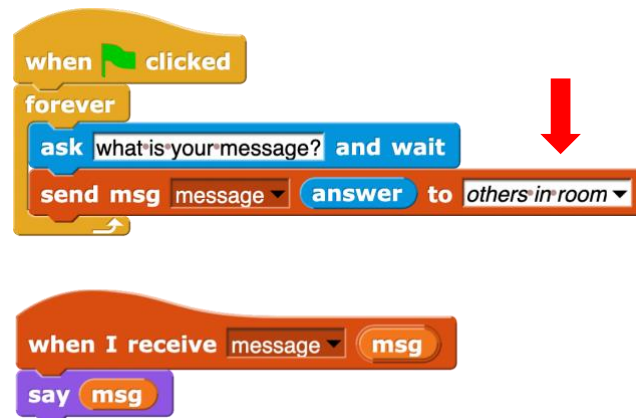 when clicked
forever
ask what is your message? and wait
send msg message answer to others in room
when I receive message msg
say msg